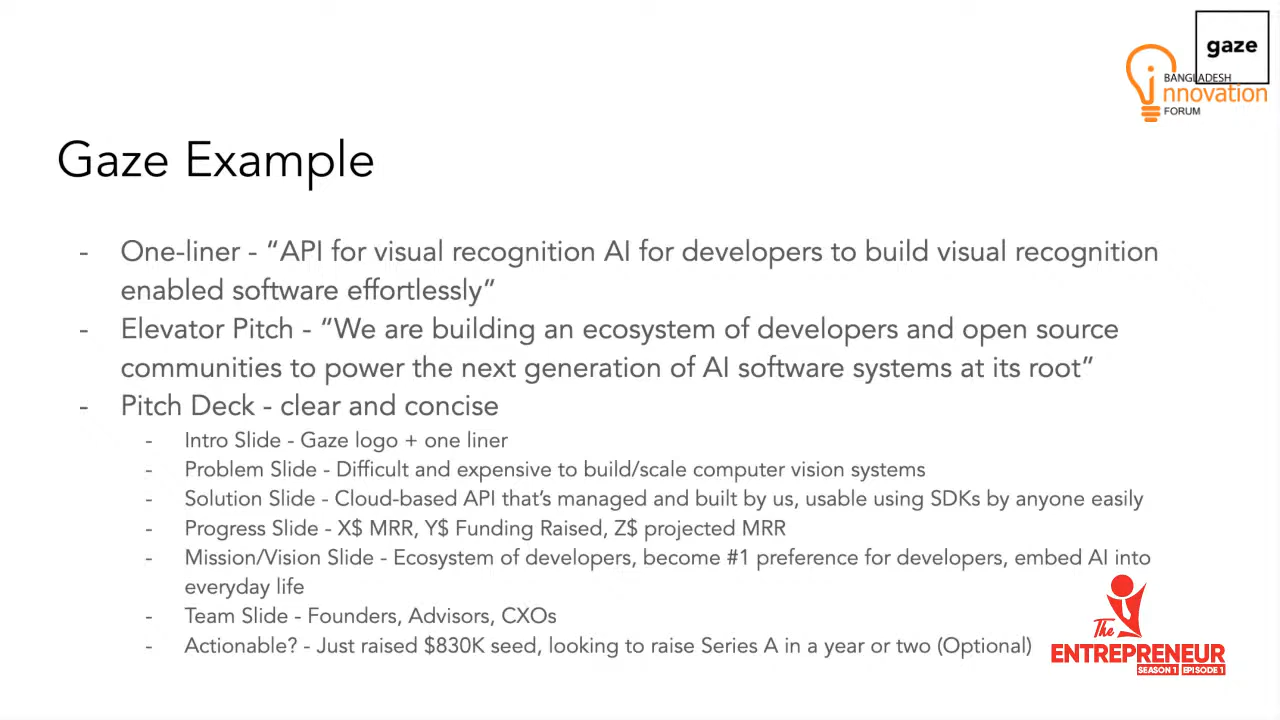 gaze
BANGLADESH
innovation
FORUM
Gaze Example
- One-liner - “API for visual recognition AI for developers to build visual recognition
enabled software effortlessly”
- Elevator Pitch - “We are building an ecosystem of developers and open source
communities to power the next generation of AI software systems at its root”
- Pitch Deck - clear and concise
- Intro Slide - Gaze logo + one liner
- Problem Slide - Difficult and expensive to build/scale computer vision systems
- Solution Slide - Cloud-based API that’s managed and built by us, usable using SDKs by anyone easily
- Progress Slide - X$ MRR, Y$ Funding Raised, Z$ projected MRR
- Mission/Vision Slide - Ecosystem of developers, become #1 preference for developers, embed AI into
everyday life
- Team Slide - Founders, Advisors, CXOs
- Actionable? - Just raised $830K seed, looking to raise Series A in a year or two (Optional)
The
ENTREPRENEUR
SEASON 1 EPISODE 1